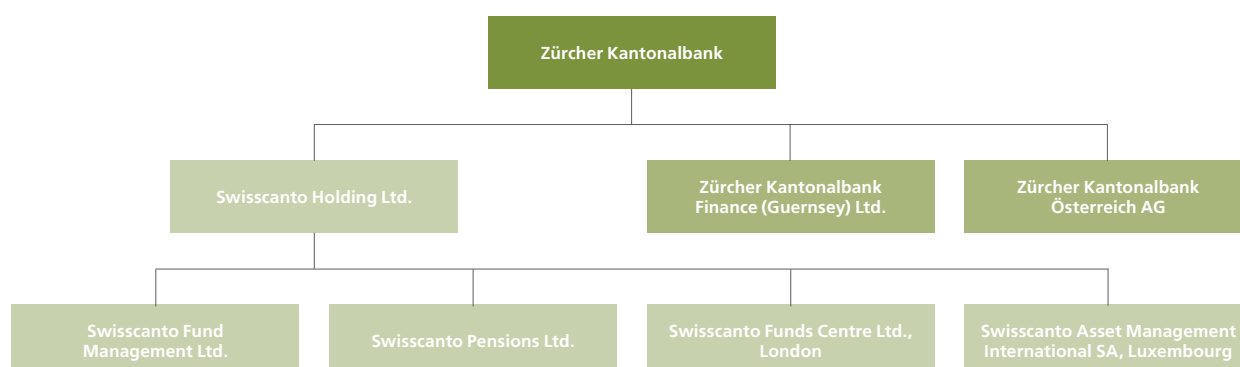 Zürcher Kantonalbank
Swisscanto Holding Ltd.
Zürcher Kantonalbank
Finance (Guernsey) Ltd.
Zürcher Kantonalbank
Österreich AG
Swisscanto Fund
Management Ltd.
Swisscanto Pensions Ltd.
Swisscanto Funds Centre Ltd.,
London
Swisscanto Asset Management
International SA, Luxembourg